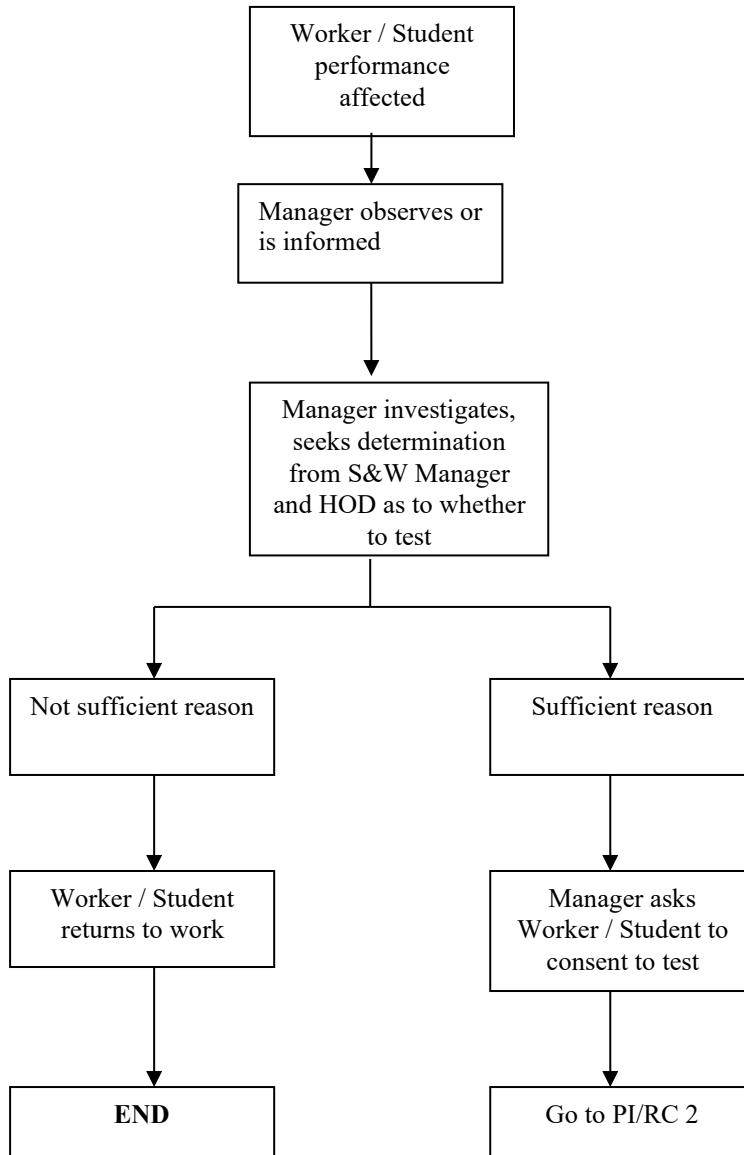 Worker / Student
performance
affected
Manager observes or
is informed
Manager investigates,
seeks determination
from S&W Manager
and HOD as to whether
to test
Not sufficient reason
Sufficient reason
Worker / Student
returns to work
Manager asks
Worker / Student to
consent to test
END
Go to PI/RC 2